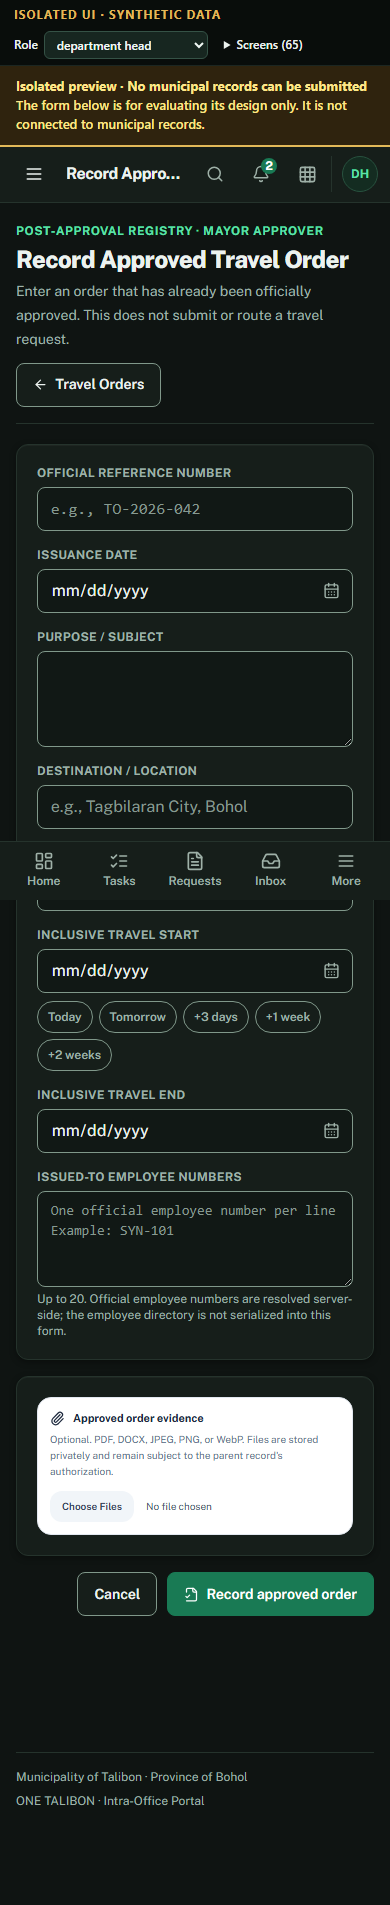 ISOLATED UI · SYNTHETIC DATA
Role department head ▶ Screens (65)
Isolated preview · No municipal records can be submitted
The form below is for evaluating its design only. It is not
connected to municipal records.
Record Appro... 2 DH
POST-APPROVAL REGISTRY · MAYOR APPROVER
Record Approved Travel Order
Enter an order that has already been officially
approved. This does not submit or route a travel
request.
← Travel Orders
OFFICIAL REFERENCE NUMBER
e.g., TO-2026-042
ISSUANCE DATE
mm/dd/yyyy
PURPOSE / SUBJECT
DESTINATION / LOCATION
e.g., Tagbilaran City, Bohol
Home Tasks Requests Inbox More
INCLUSIVE TRAVEL START
mm/dd/yyyy
Today Tomorrow +3 days +1 week
+2 weeks
INCLUSIVE TRAVEL END
mm/dd/yyyy
ISSUED-TO EMPLOYEE NUMBERS
One official employee number per line
Example: SYN-101
Up to 20. Official employee numbers are resolved server-
side; the employee directory is not serialized into this
form.
Approved order evidence
Optional. PDF, DOCX, JPEG, PNG, or WebP. Files are stored
privately and remain subject to the parent record's
authorization.
Choose Files No file chosen
Cancel Record approved order
Municipality of Talibon · Province of Bohol
ONE TALIBON · Intra-Office Portal